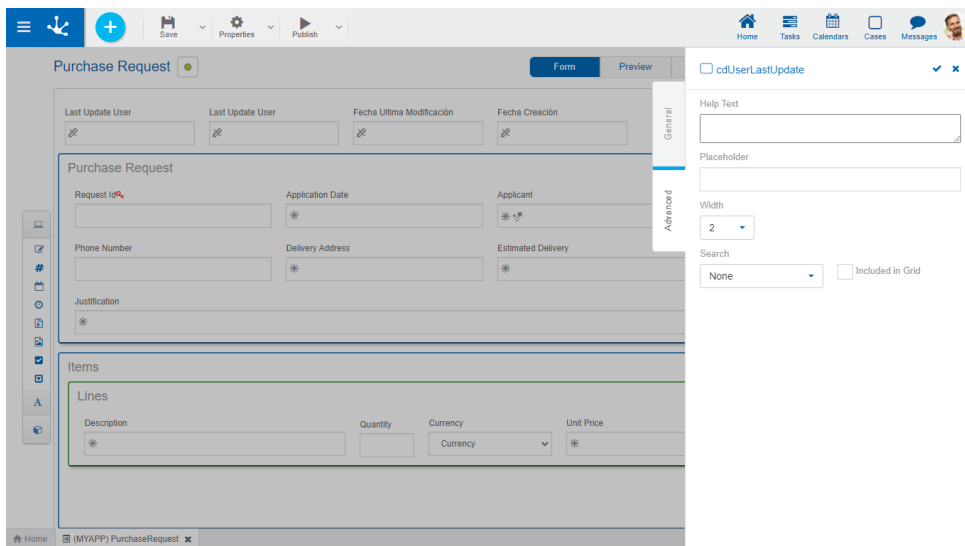 Save
Properties
Publish
Home
Tasks
Calendars
Cases
Messages
Purchase Request
Form
Preview
Last Update User
Last Update User
Fecha Ultima Modificación
Fecha Creación
Purchase Request
Request Id
Application Date
Applicant
Phone Number
Delivery Address
Estimated Delivery
Justification
Items
Lines
Description
Quantity
Currency
Unit Price
Currency
General
Advanced
cdUserLastUpdate
Help Text
Placeholder
Width
2
Search
None
Included in Grid
Home
(MYAPP) PurchaseRequest